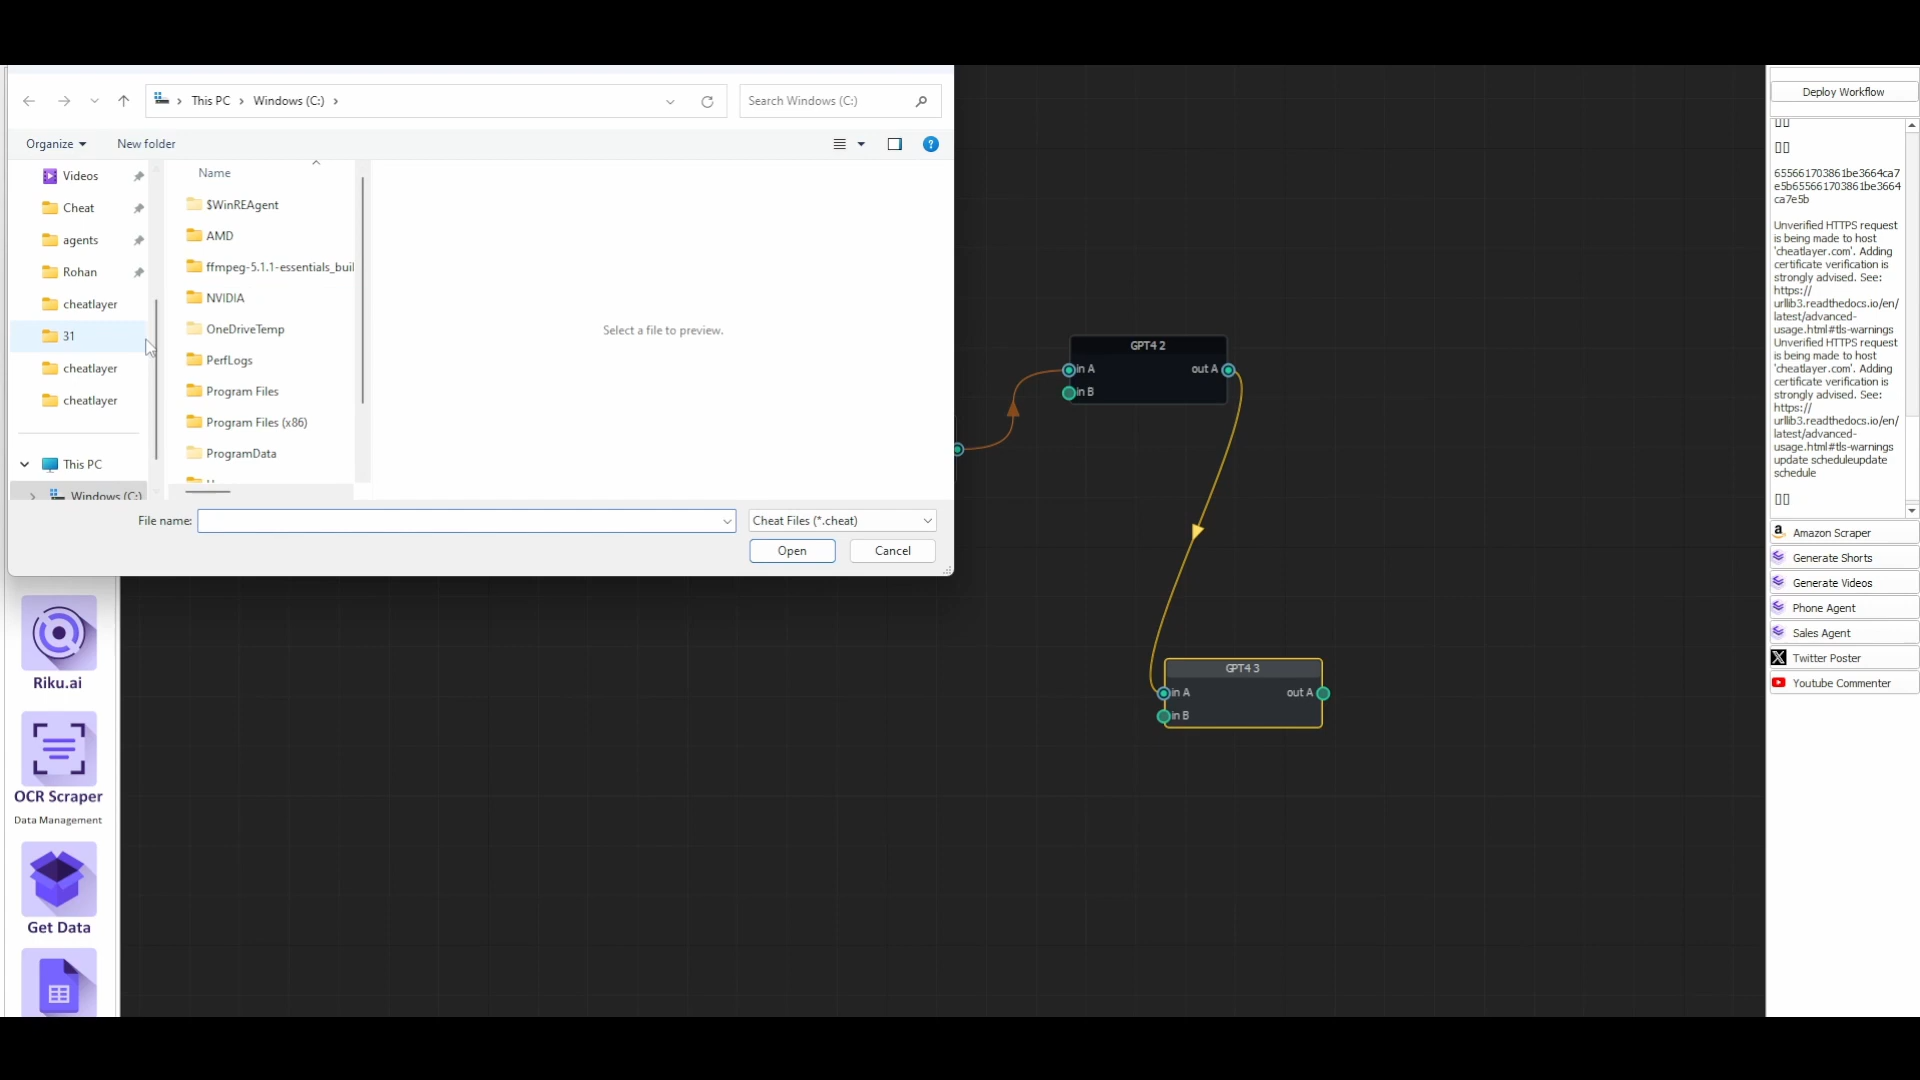 This PC
Windows (C:)
Search Windows (C:)
Organize
New folder
Name
Videos
Cheat
agents
Rohan
cheatlayer
31
cheatlayer
cheatlayer
This PC
Windows (C:)
$WinREAgent
AMD
ffmpeg-5.1.1-essentials_buil
NVIDIA
OneDriveTemp
PerfLogs
Program Files
Program Files (x86)
ProgramData
Select a file to preview.
File name:
Cheat Files (*.cheat)
Open
Cancel
Riku.ai
OCR Scraper
Data Management
Get Data
GPT4 2
in A
out A
in B
GPT4 3
in A
out A
in B
Deploy Workflow
655661703861be3664ca7
e5b655661703861be3664
ca7e5b
Unverified HTTPS request
is being made to host
'cheatlayer.com'. Adding
certificate verification is
strongly advised. See:
https://
urllib3.readthedocs.io/en/
latest/advanced-
usage.html#tls-warnings
Unverified HTTPS request
is being made to host
'cheatlayer.com'. Adding
certificate verification is
strongly advised. See:
https://
urllib3.readthedocs.io/en/
latest/advanced-
usage.html#tls-warnings
update scheduleupdate
schedule
Amazon Scraper
Generate Shorts
Generate Videos
Phone Agent
Sales Agent
Twitter Poster
Youtube Commenter